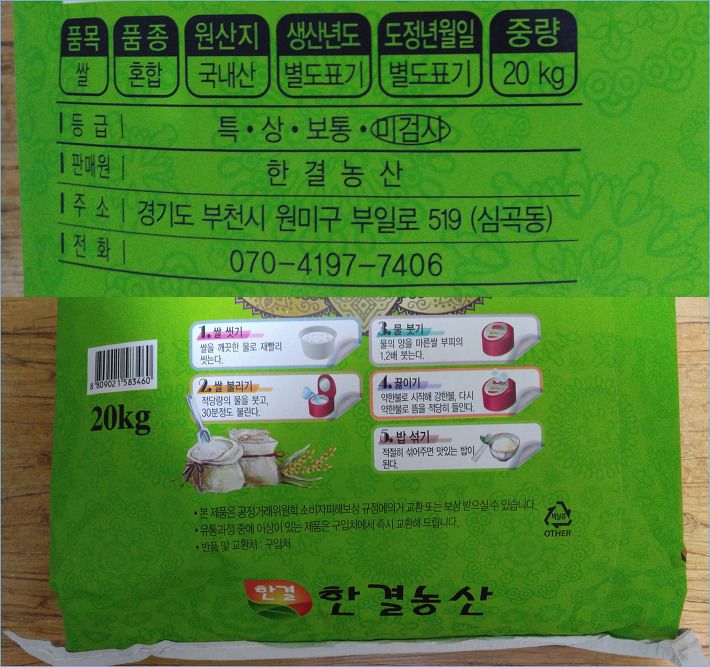 품목 품종 원산지 생산년도 도정년월일 중량
쌀 혼합 국내산 별도표기 별도표기 20 kg
등급 특·상·보통·미검사
판매원 한결농산
주소 경기도 부천시 원미구 부일로 519 (심곡동)
전화 070-4197-7406
1. 쌀 씻기
쌀을 깨끗한 물로 재빨리
씻는다.
2. 쌀 불리기
적당량의 물을 붓고,
30분정도 불린다.
3. 물 붓기
물의 양을 마른쌀 부피의
1.2배 붓는다.
4. 끓이기
약한불로 시작해 강한불, 다시
약한불로 뜸을 적당히 들인다.
5. 밥 섞기
적절히 섞어주면 맛있는 밥이
된다.
8 809021 583460
20kg
• 본 제품은 공정거래위원회 소비자피해보상 규정에의거 교환 또는 보상 받으실 수 있습니다.
• 유통과정 중에 이상이 있는 제품은 구입처에서 즉시 교환해 드립니다.
• 반품 및 교환처 : 구입처
OTHER
한결 한결농산